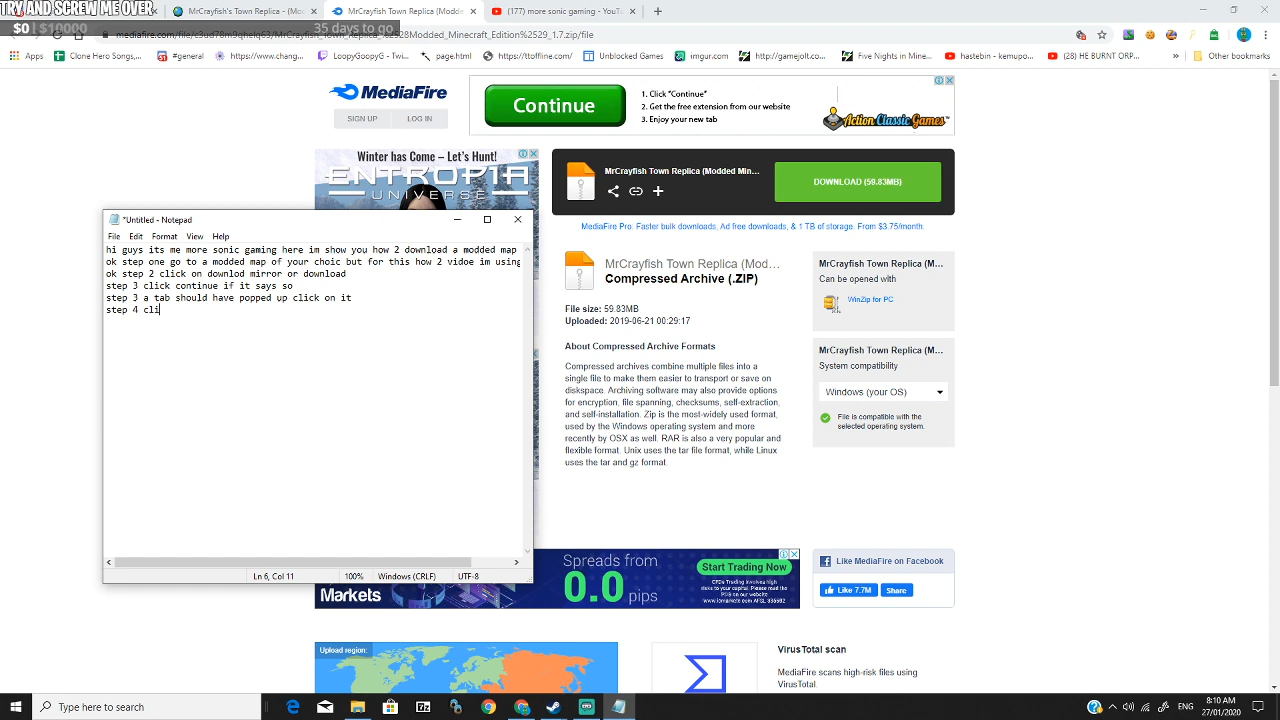 TRY AND SCREW ME OVER
$0 | $10000
35 days to go
MrCrayfish's Town Replica - (Mod
MrCrayfish Town Replica (Modde
(177) more sonic gaming - YouTu
mediafire.com/file/c3ud78m9qheiq63/MrCrayfish_Town_Replica_%2528Modded_Minecraft_Edition%2529_1.7.zip/file
Apps
Clone Hero Songs,...
#general
https://www.chang...
LoopyLoopyG - Twi...
page.html
https://ttoffline.com/
Unblocked Games
imgur.com
http://gamejolt.co...
Five Nights in Mine...
hastebin - kemupo...
(28) HE BURNT ORP...
»
Other bookmarks
MediaFire
SIGN UP
LOG IN
Continue
1. Click "Continue"
2. Get the free extension from our website
3. Enjoy your new tab
Action Classic Games™
Winter has Come – Let's Hunt!
ENTROPIA
UNIVERSE
MrCrayfish's Town Replica (Modded Min...
DOWNLOAD (59.83MB)
MediaFire Pro: Faster bulk downloads, Ad free downloads, & 1 TB of storage. From $3.75/month.
*Untitled - Notepad
File
Edit
Format
View
Help
hi guys its me more sonic gaming here im show you how 2 download a modded map
ok step one go to a modded map of your choic but for this how 2 vidoe im using
ok step 2 click on downlod mirror or download
step 3 click continue if it says so
step 3 a tab should have popped up click on it
step 4 cli
Ln 6, Col 11
100%
Windows (CRLF)
UTF-8
MrCrayfish Town Replica (Mod...
Compressed Archive (.ZIP)
File size: 59.83MB
Uploaded: 2019-06-21 00:29:17
About Compressed Archive Formats
Compressed archives combine multiple files into a
single file to make them easier to transport or save on
diskspace. Archiving software may also provide options
for encryption, file spanning, checksums, self-extraction,
and self-installation. Zip is the most-widely used format,
used by the Windows operating system and more
recently by OSX as well. RAR is also a very popular and
flexible format. Unix uses the tar file format, while Linux
uses the tar and gz format.
MrCrayfish Town Replica (M...
Can be opened with
WinZip for PC
MrCrayfish Town Replica (M...
System compatibility
Windows (your OS)
File is compatible with the
selected operating system.
Markets
Spreads from
0.0 pips
Start Trading Now
Like MediaFire on Facebook
Like 7.7M
Share
Upload region:
VirusTotal scan
MediaFire scans high-risk files using
VirusTotal.
Type here to search
ENG
8:10 AM
27/01/2020